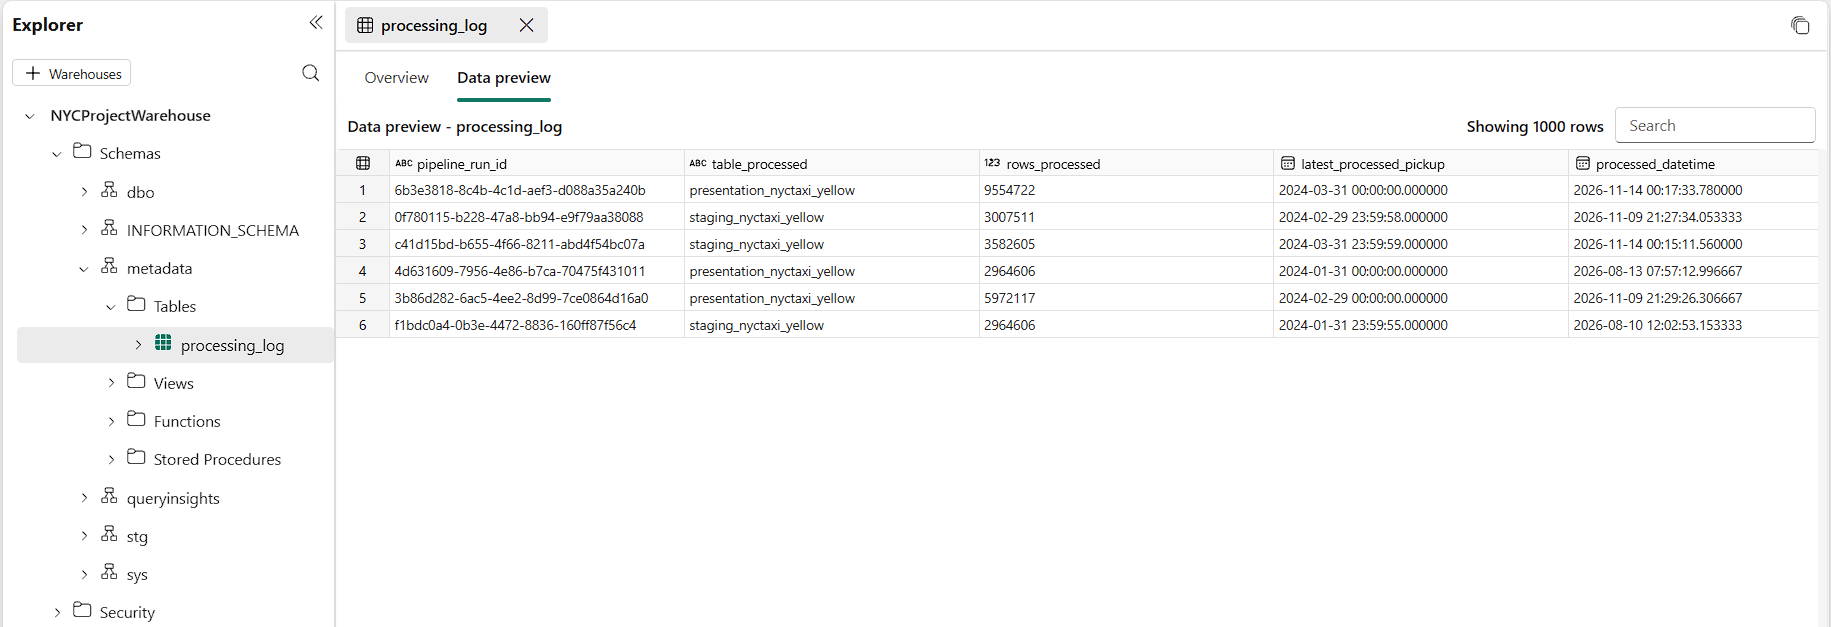 Explorer
Warehouses
NYCProjectWarehouse
Schemas
dbo
INFORMATION_SCHEMA
metadata
Tables
processing_log
Views
Functions
Stored Procedures
queryinsights
stg
sys
Security
processing_log
Overview Data preview
Data preview - processing_log Showing 1000 rows Search
ABC pipeline_run_id ABC table_processed 123 rows_processed latest_processed_pickup processed_datetime
1 6b3e3818-8c4b-4c1d-aef3-d088a35a240b presentation_nyctaxi_yellow 9554722 2024-03-31 00:00:00.000000 2026-11-14 00:17:33.780000
2 0f780115-b228-47a8-bb94-e9f79aa38088 staging_nyctaxi_yellow 3007511 2024-02-29 23:59:58.000000 2026-11-09 21:27:34.053333
3 c41d15bd-b655-4f66-8211-abd4f54bc07a staging_nyctaxi_yellow 3582605 2024-03-31 23:59:59.000000 2026-11-14 00:15:11.560000
4 4d631609-7956-4e86-b7ca-70475f431011 presentation_nyctaxi_yellow 2964606 2024-01-31 00:00:00.000000 2026-08-13 07:57:12.996667
5 3b86d282-6ac5-4ee2-8d99-7ce0864d16a0 presentation_nyctaxi_yellow 5972117 2024-02-29 00:00:00.000000 2026-11-09 21:29:26.306667
6 f1bdc0a4-0b3e-4472-8836-160ff87f56c4 staging_nyctaxi_yellow 2964606 2024-01-31 23:59:55.000000 2026-08-10 12:02:53.153333